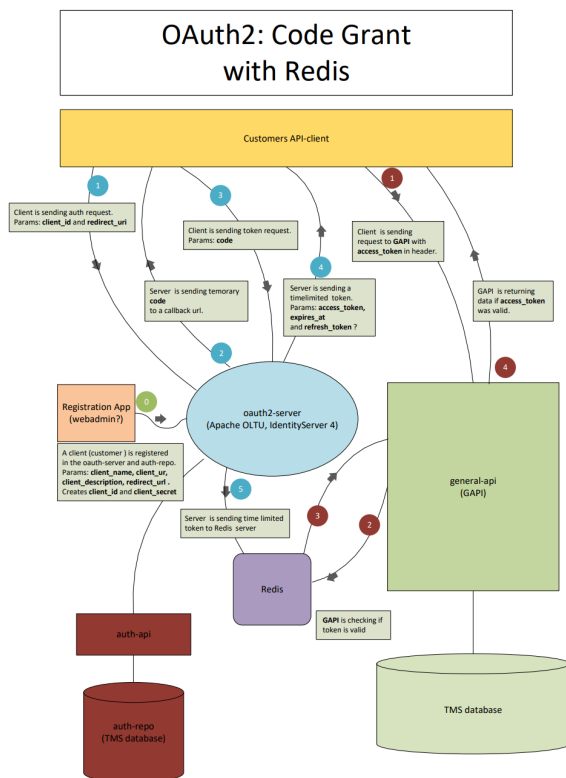 OAuth2: Code Grant
with Redis
Customers API-client
1
3
1
Client is sending auth request.
Params: client_id and redirect_uri
Client is sending token request.
Params: code
Client is sending
request to GAPI with
access_token in header.
4
Server is sending temorary
code
to a callback url.
Server is sending a
timelimited token.
Params: access_token,
expires_at
and refresh_token ?
GAPI is returning
data if access_token
was valid.
2
4
0
Registration App
(webadmin?)
oauth2-server
(Apache OLTU, IdentityServer 4)
A client (customer ) is registered
in the oauth-server and auth-repo.
Params: client_name, client_ur,
client_description, redirect_url .
Creates client_id and client_secret
general-api
(GAPI)
5
3
2
Server is sending time limited
token to Redis server
Redis
GAPI is checking if
token is valid
auth-api
auth-repo
(TMS database)
TMS database